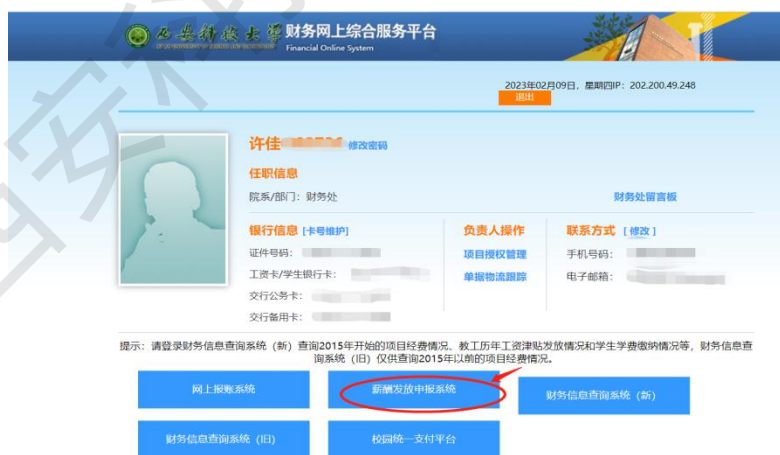 西安科技大学 财务网上综合服务平台
Financial Online System
2023年02月09日，星期四IP：202.200.49.248
退出
许佳 修改密码
任职信息
院系/部门：财务处 财务处留言板
银行信息 [卡号维护] 负责人操作 联系方式 [ 修改 ]
证件号码： 项目授权管理 手机号码：
工资卡/学生银行卡： 单据物流跟踪 电子邮箱：
交行公务卡：
交行备用卡：
提示：请登录财务信息查询系统（新）查询2015年开始的项目经费情况、教工历年工资津贴发放情况和学生学费缴纳情况等，财务信息查
询系统（旧）仅供查询2015年以前的项目经费情况。
网上报账系统 薪酬发放申报系统 财务信息查询系统（新）
财务信息查询系统（旧） 校园统一支付平台